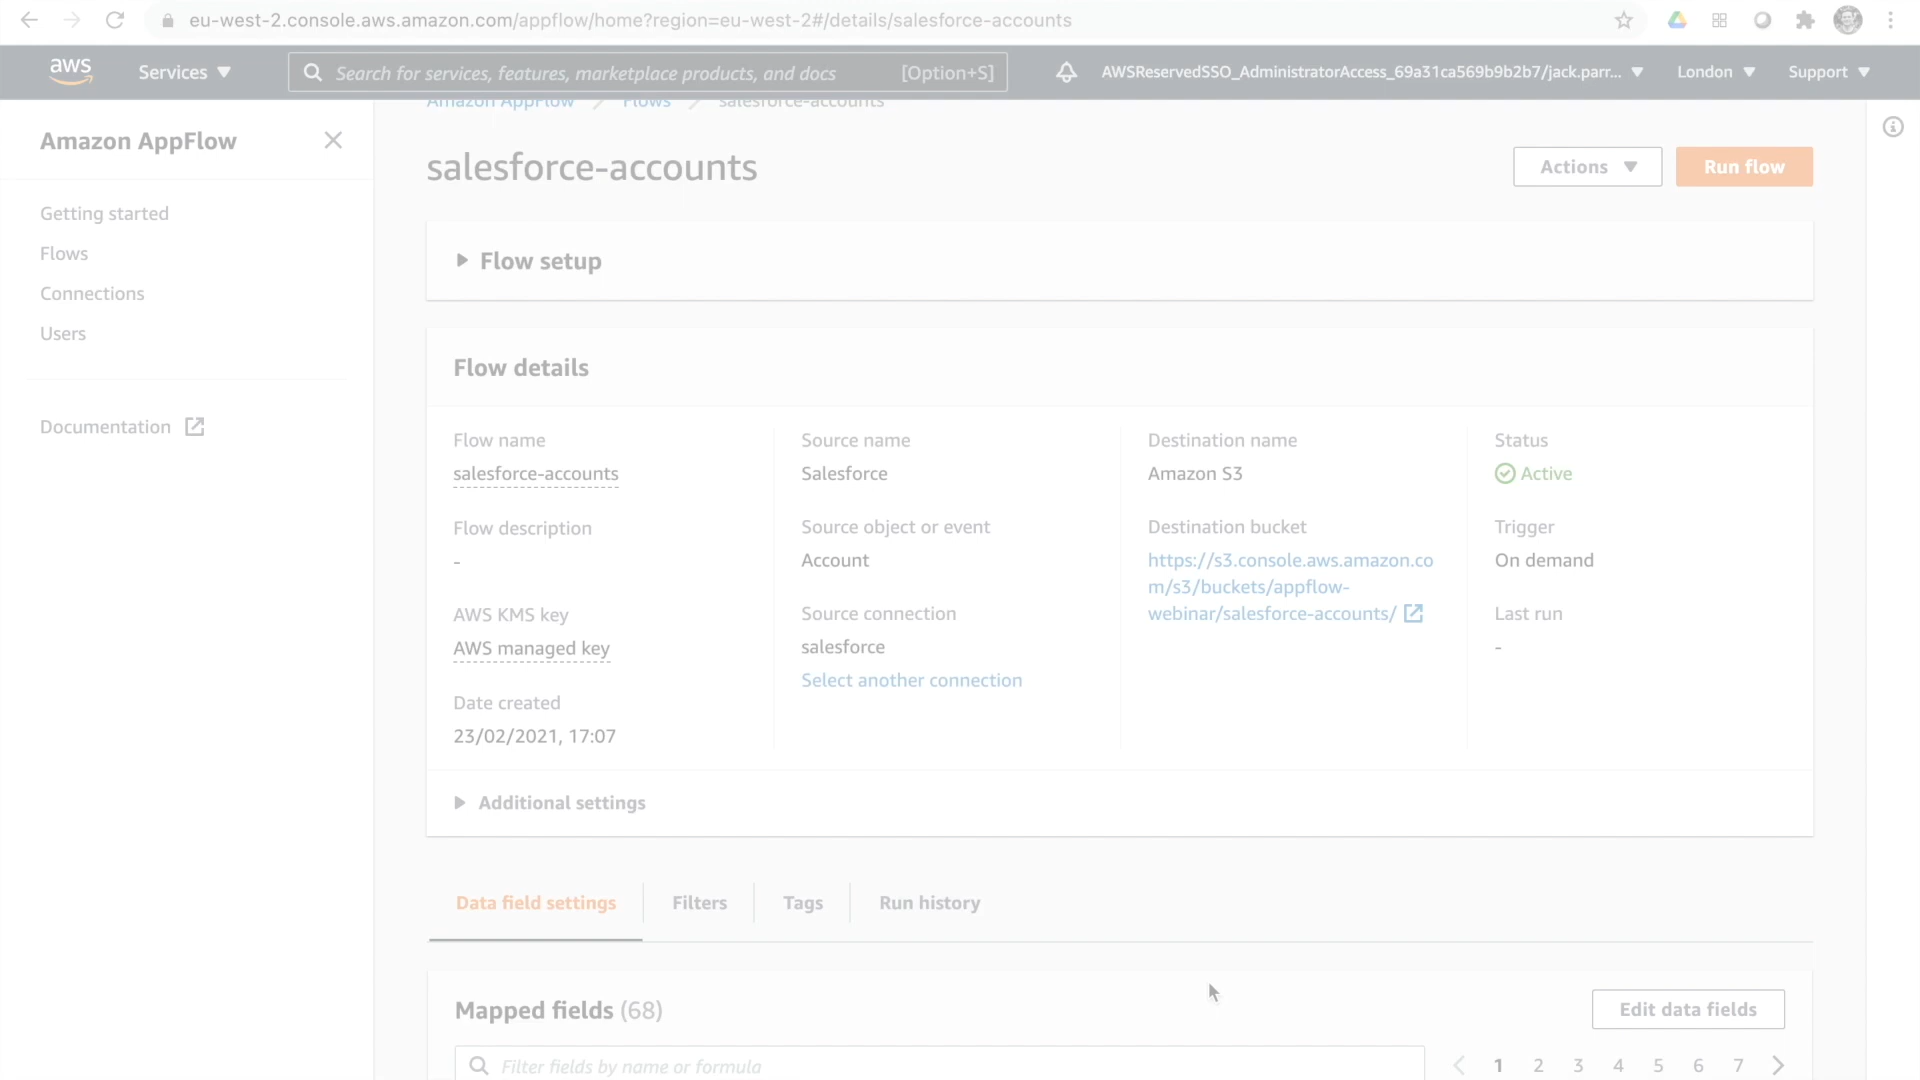 eu-west-2.console.aws.amazon.com/appflow/home?region=eu-west-2#/details/salesforce-accounts
aws
Services
Search for services, features, marketplace products, and docs
[Option+S]
AWSReservedSSO_AdministratorAccess_69a31ca569b9b2b7/jack.parr...
London
Support
Amazon AppFlow
Flows
salesforce-accounts
Amazon AppFlow
Getting started
Flows
Connections
Users
Documentation
salesforce-accounts
Actions
Run flow
Flow setup
Flow details
Flow name
salesforce-accounts
Flow description
-
AWS KMS key
AWS managed key
Date created
23/02/2021, 17:07
Source name
Salesforce
Source object or event
Account
Source connection
salesforce
Select another connection
Destination name
Amazon S3
Destination bucket
https://s3.console.aws.amazon.co
m/s3/buckets/appflow-
webinar/salesforce-accounts/
Status
Active
Trigger
On demand
Last run
-
Additional settings
Data field settings
Filters
Tags
Run history
Mapped fields (68)
Edit data fields
Filter fields by name or formula
1 2 3 4 5 6 7